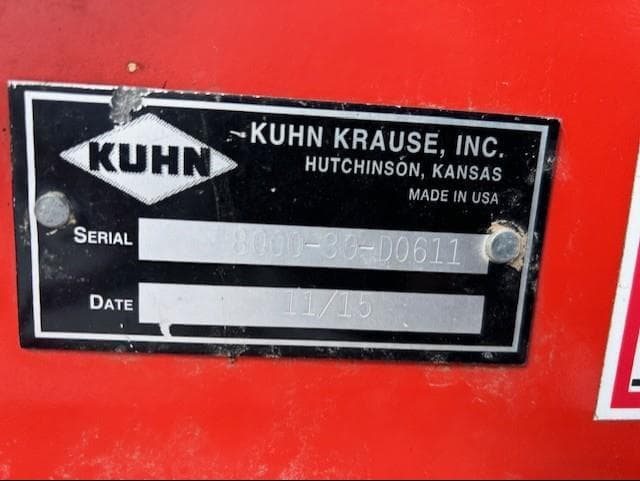 KUHN
KUHN KRAUSE, INC.
HUTCHINSON, KANSAS
MADE IN USA
SERIAL 8000-30-D0611
DATE 11/15